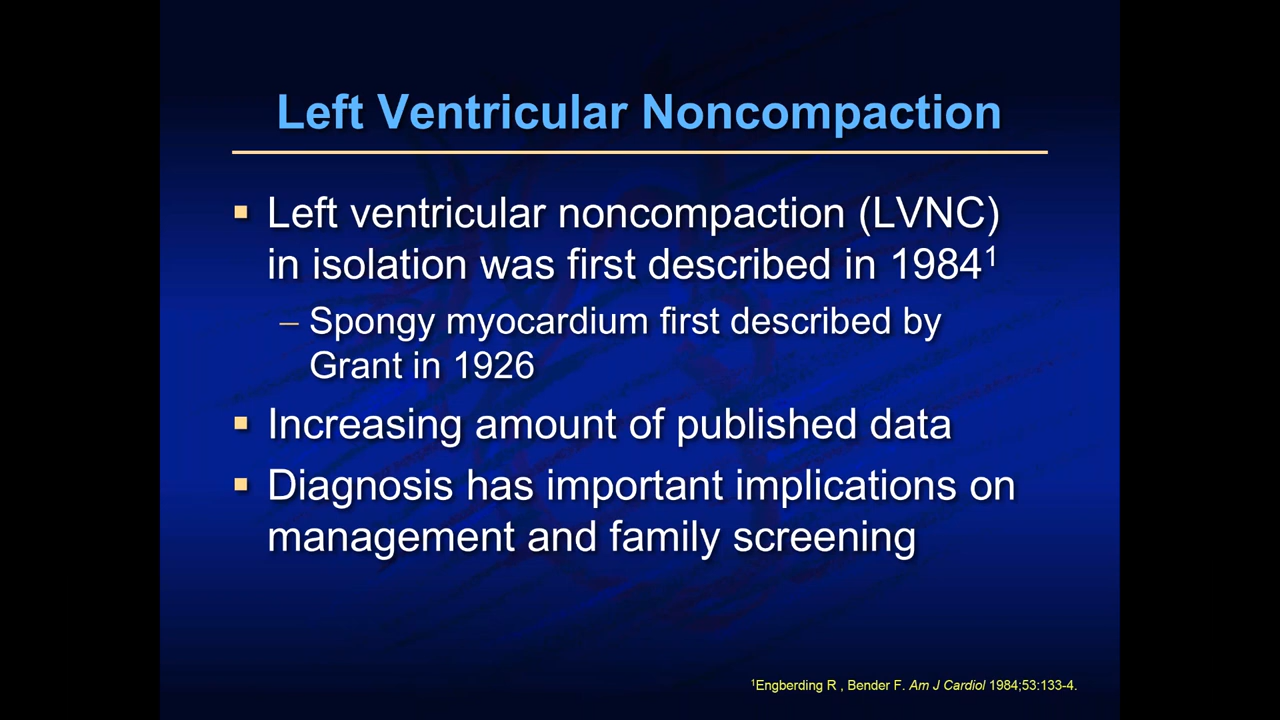 Left Ventricular Noncompaction
▪ Left ventricular noncompaction (LVNC)
in isolation was first described in 1984¹
– Spongy myocardium first described by
Grant in 1926
▪ Increasing amount of published data
▪ Diagnosis has important implications on
management and family screening
¹Engberding R , Bender F. Am J Cardiol 1984;53:133-4.